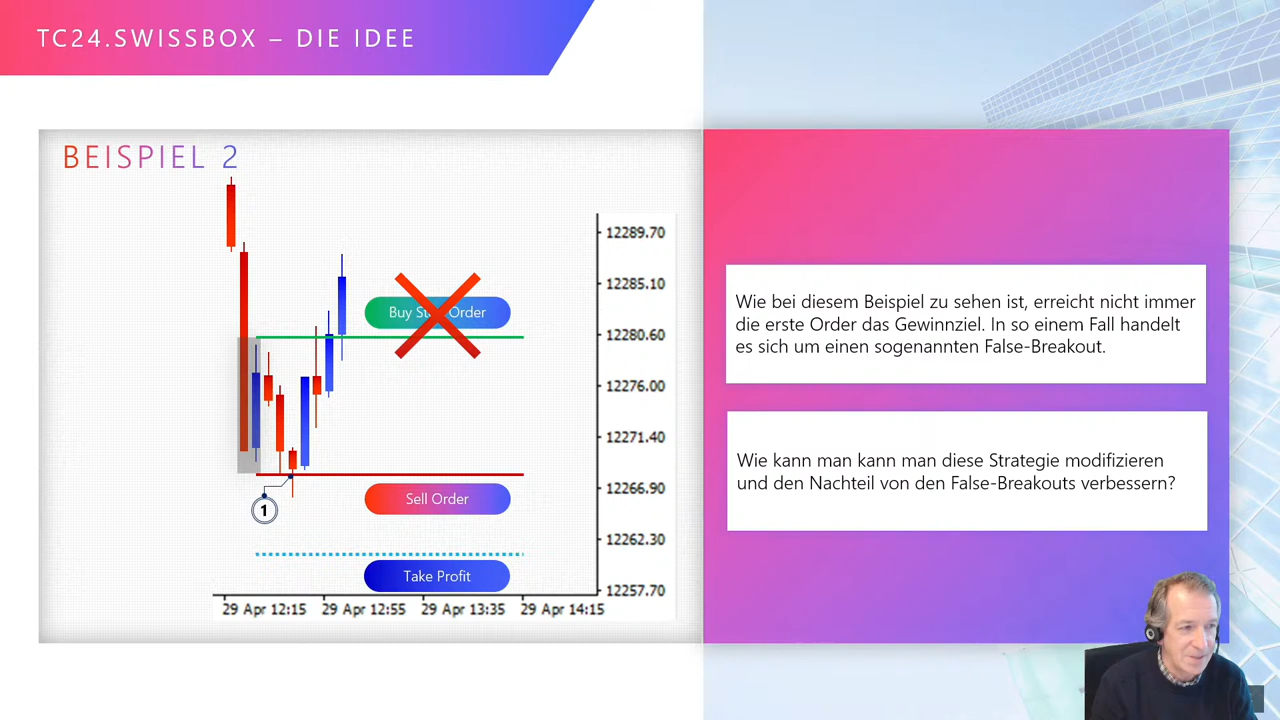 TC24.SWISSBOX – DIE IDEE
BEISPIEL 2
12289.70
12285.10
Buy Order
12280.60
12276.00
12271.40
12266.90
Sell Order
1
12262.30
Take Profit
12257.70
29 Apr 12:15
29 Apr 12:55
29 Apr 13:35
29 Apr 14:15
Wie bei diesem Beispiel zu sehen ist, erreicht nicht immer
die erste Order das Gewinnziel. In so einem Fall handelt
es sich um einen sogenannten False-Breakout.
Wie kann man kann man diese Strategie modifizieren
und den Nachteil von den False-Breakouts verbessern?